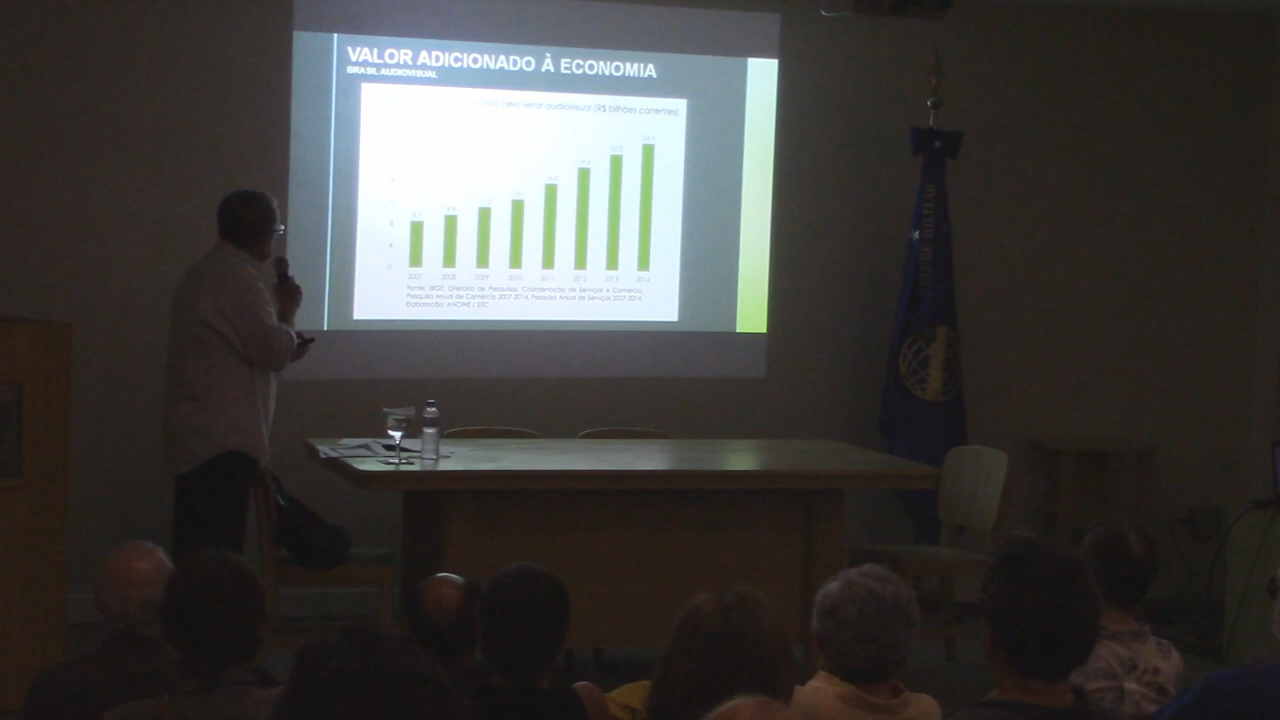 VALOR ADICIONADO À ECONOMIA
BRASIL AUDIOVISUAL
pelo setor audiovisual (R$ bilhões correntes)
2007 2008 2009 2010 2011 2012 2013 2014
Fonte: IBGE, Diretoria de Pesquisas, Coordenação de Serviços e Comércio,
Pesquisa Anual de Comércio 2007-2014, Pesquisa Anual de Serviços 2007-2014.
Elaboração: ANCINE / SEC.
MILITAR